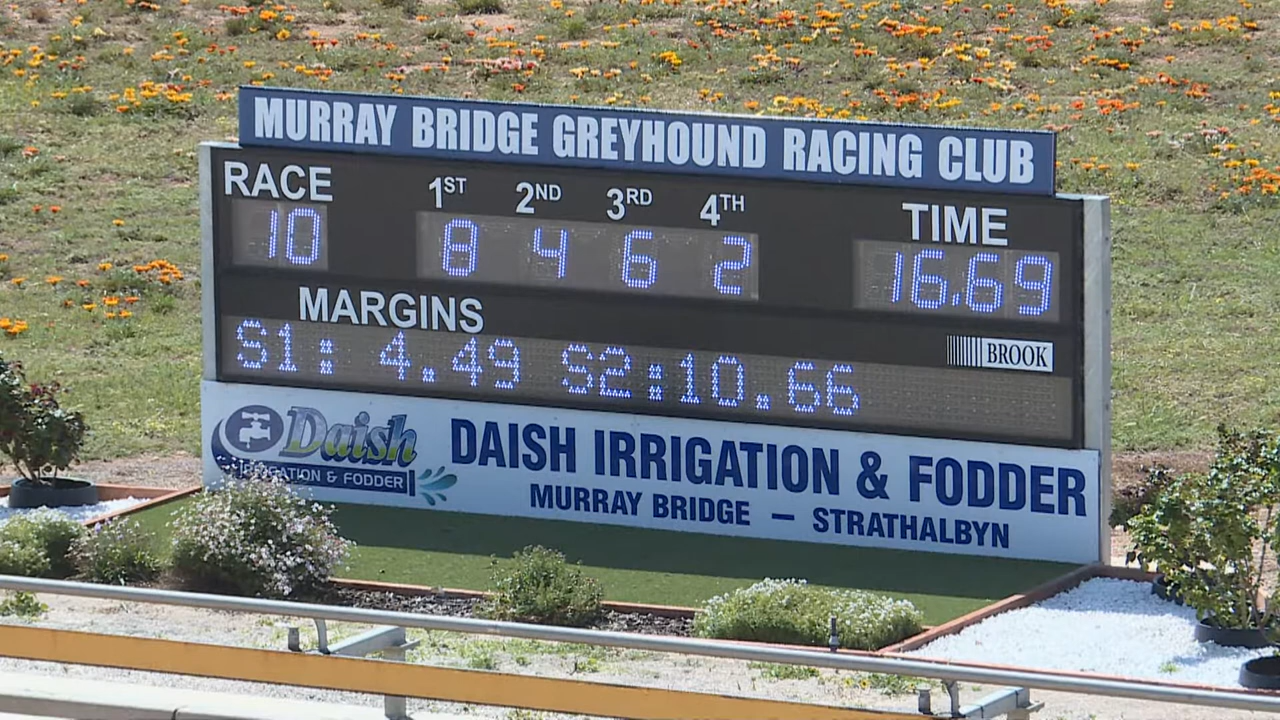 MURRAY BRIDGE GREYHOUND RACING CLUB
RACE 1ST 2ND 3RD 4TH TIME
10 8 4 6 2 16.69
MARGINS
S1: 4.49 S2:10.66
BROOK
Daish
IRRIGATION & FODDER
DAISH IRRIGATION & FODDER
MURRAY BRIDGE – STRATHALBYN